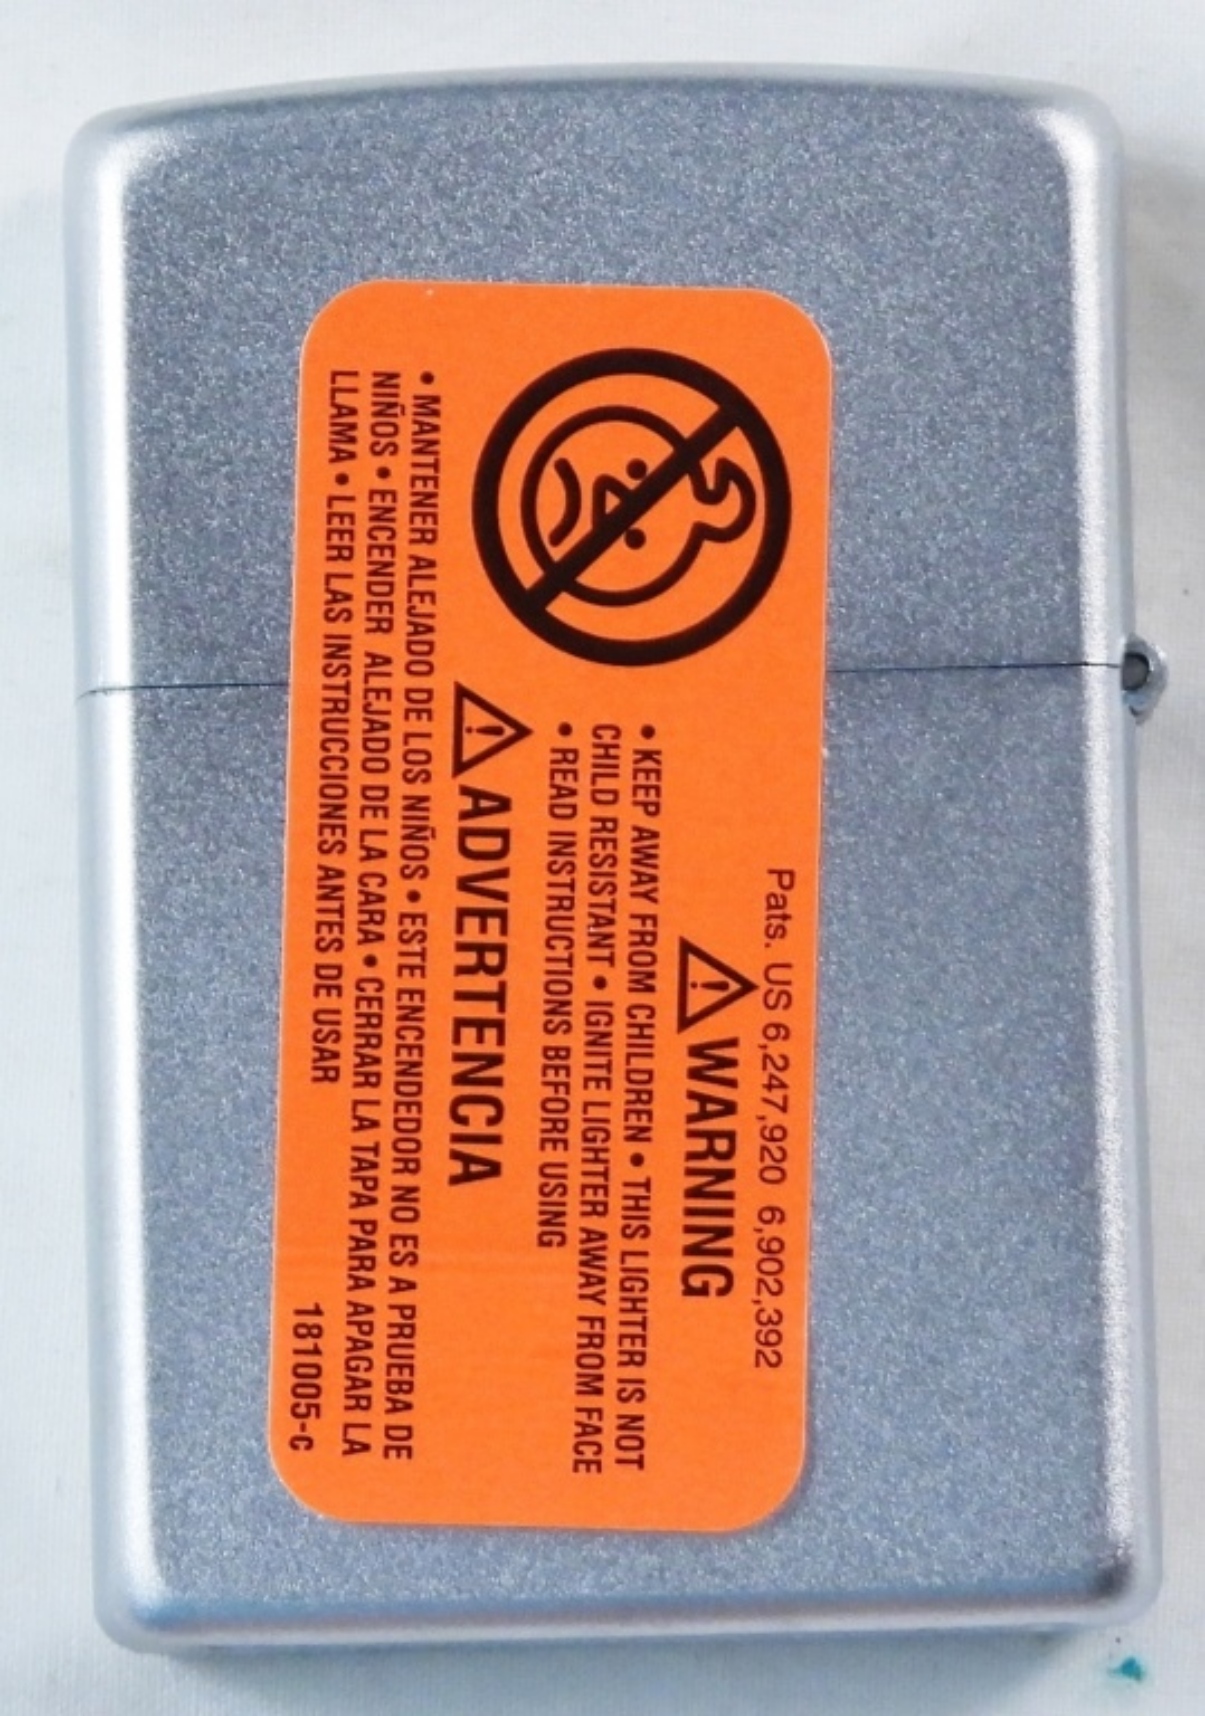 Pats. US 6,247,920 6,902,392
WARNING
• KEEP AWAY FROM CHILDREN • THIS LIGHTER IS NOT
CHILD RESISTANT • IGNITE LIGHTER AWAY FROM FACE
• READ INSTRUCTIONS BEFORE USING
ADVERTENCIA
• MANTENER ALEJADO DE LOS NIÑOS • ESTE ENCENDEDOR NO ES A PRUEBA DE
NIÑOS • ENCENDER ALEJADO DE LA CARA • CERRAR LA TAPA PARA APAGAR LA
LLAMA • LEER LAS INSTRUCCIONES ANTES DE USAR
181005-c